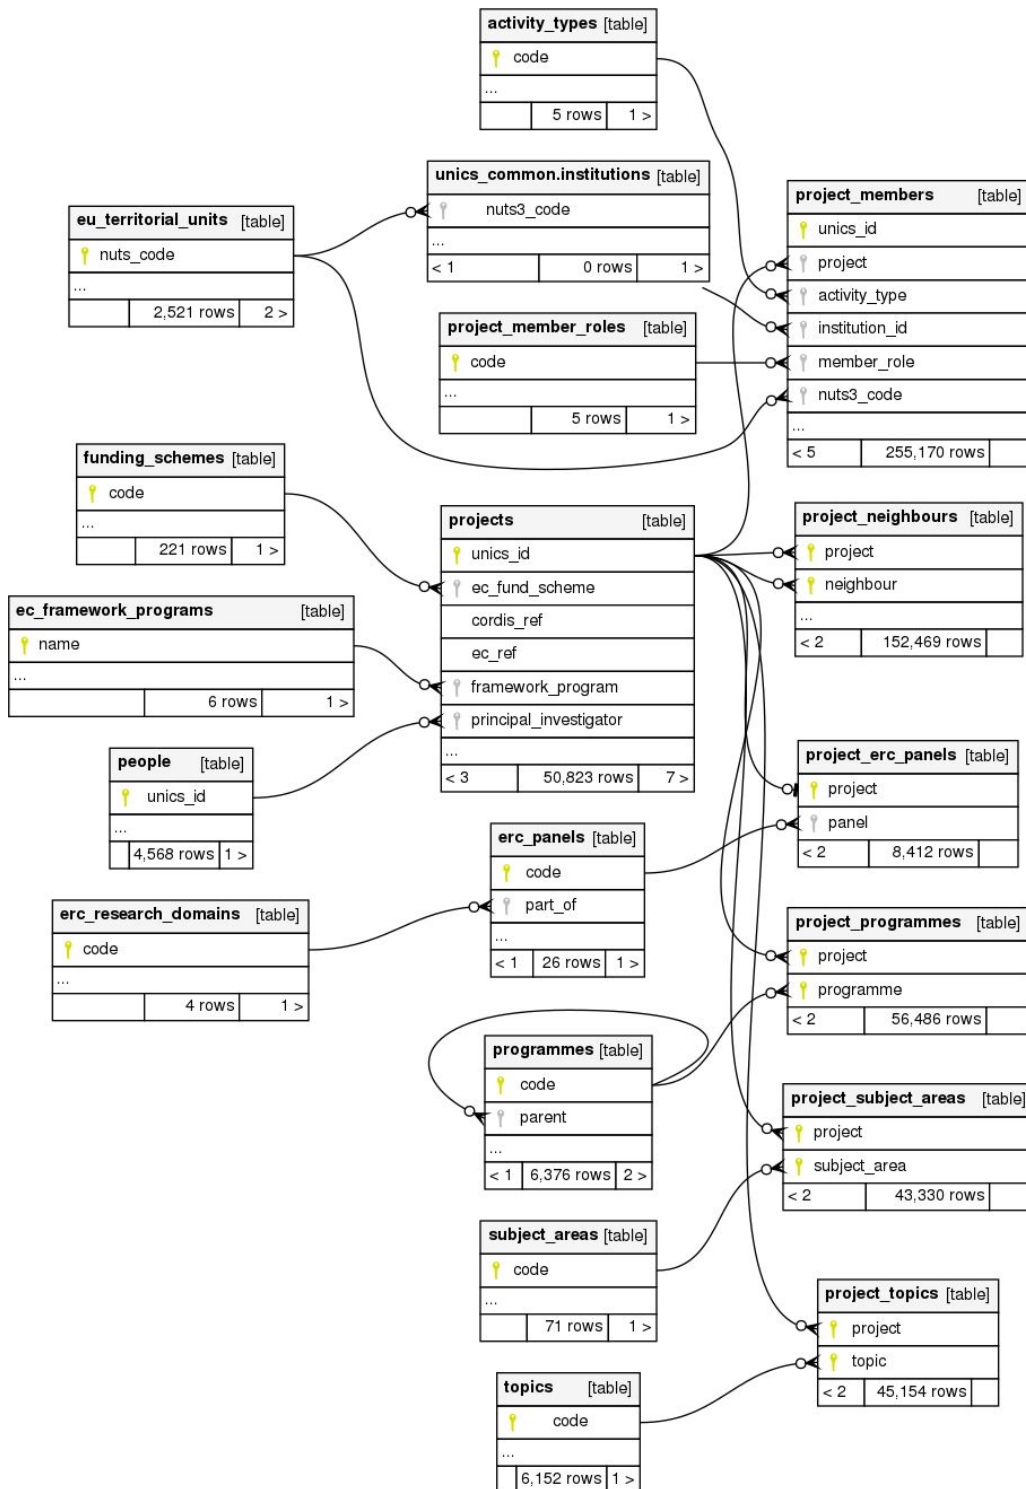 activity_types [table]
code
...
5 rows 1 >
unics_common.institutions [table]
nuts3_code
...
< 1 0 rows 1 >
project_members [table]
unics_id
project
activity_type
institution_id
member_role
nuts3_code
...
< 5 255,170 rows
eu_territorial_units [table]
nuts_code
...
2,521 rows 2 >
project_member_roles [table]
code
...
5 rows 1 >
funding_schemes [table]
code
...
221 rows 1 >
projects [table]
unics_id
ec_fund_scheme
cordis_ref
ec_ref
framework_program
principal_investigator
...
< 3 50,823 rows 7 >
project_neighbours [table]
project
neighbour
...
< 2 152,469 rows
ec_framework_programs [table]
name
...
6 rows 1 >
people [table]
unics_id
...
4,568 rows 1 >
project_erc_panels [table]
project
panel
< 2 8,412 rows
erc_panels [table]
code
part_of
...
< 1 26 rows 1 >
erc_research_domains [table]
code
...
4 rows 1 >
project_programmes [table]
project
programme
< 2 56,486 rows
programmes [table]
code
parent
...
< 1 6,376 rows 2 >
project_subject_areas [table]
project
subject_area
< 2 43,330 rows
subject_areas [table]
code
...
71 rows 1 >
project_topics [table]
project
topic
< 2 45,154 rows
topics [table]
code
...
6,152 rows 1 >